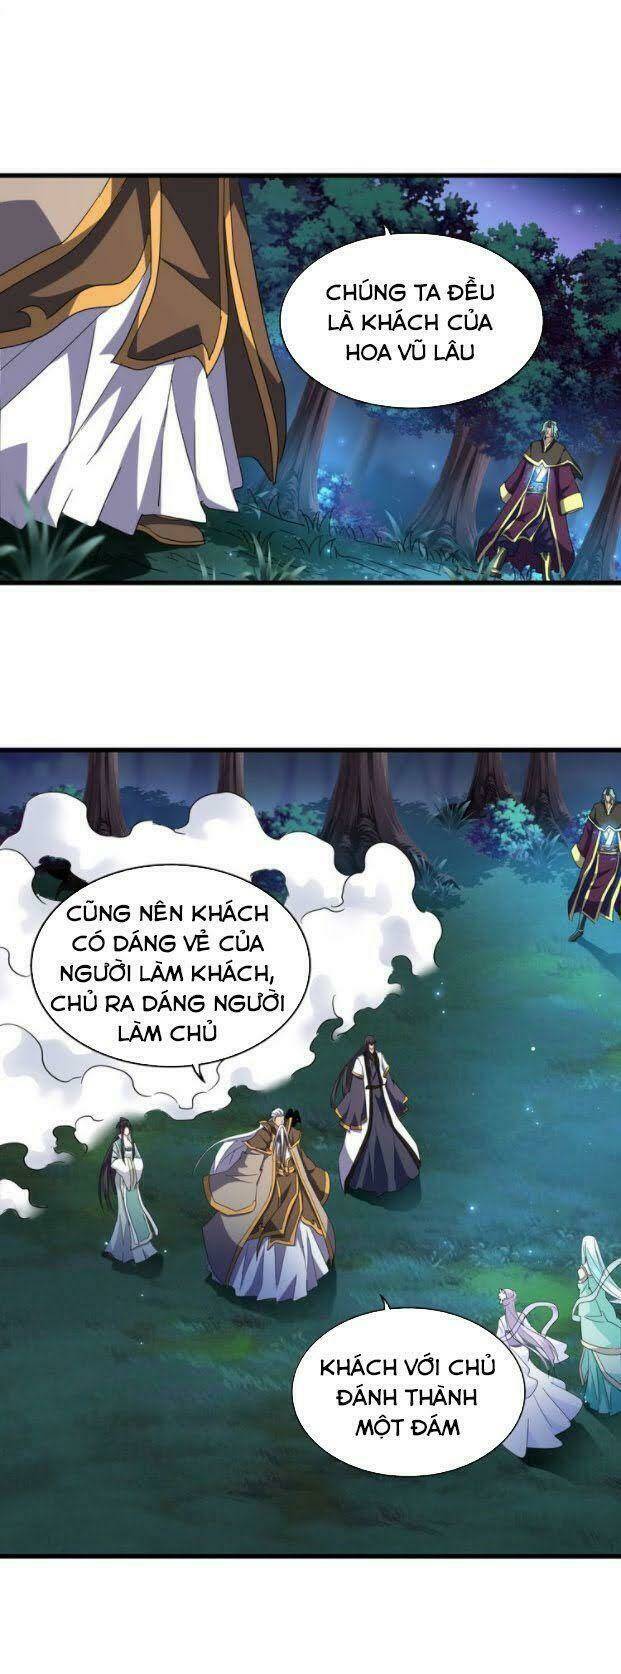 CHÚNG TA ĐỀU
LÀ KHÁCH CỦA
HOA VŨ LÂU
CŨNG NÊN KHÁCH
CÓ DÁNG VẺ CỦA
NGƯỜI LÀM KHÁCH,
CHỦ RA DÁNG NGƯỜI
LÀM CHỦ
KHÁCH VỚI CHỦ
ĐÁNH THÀNH
MỘT ĐÁM